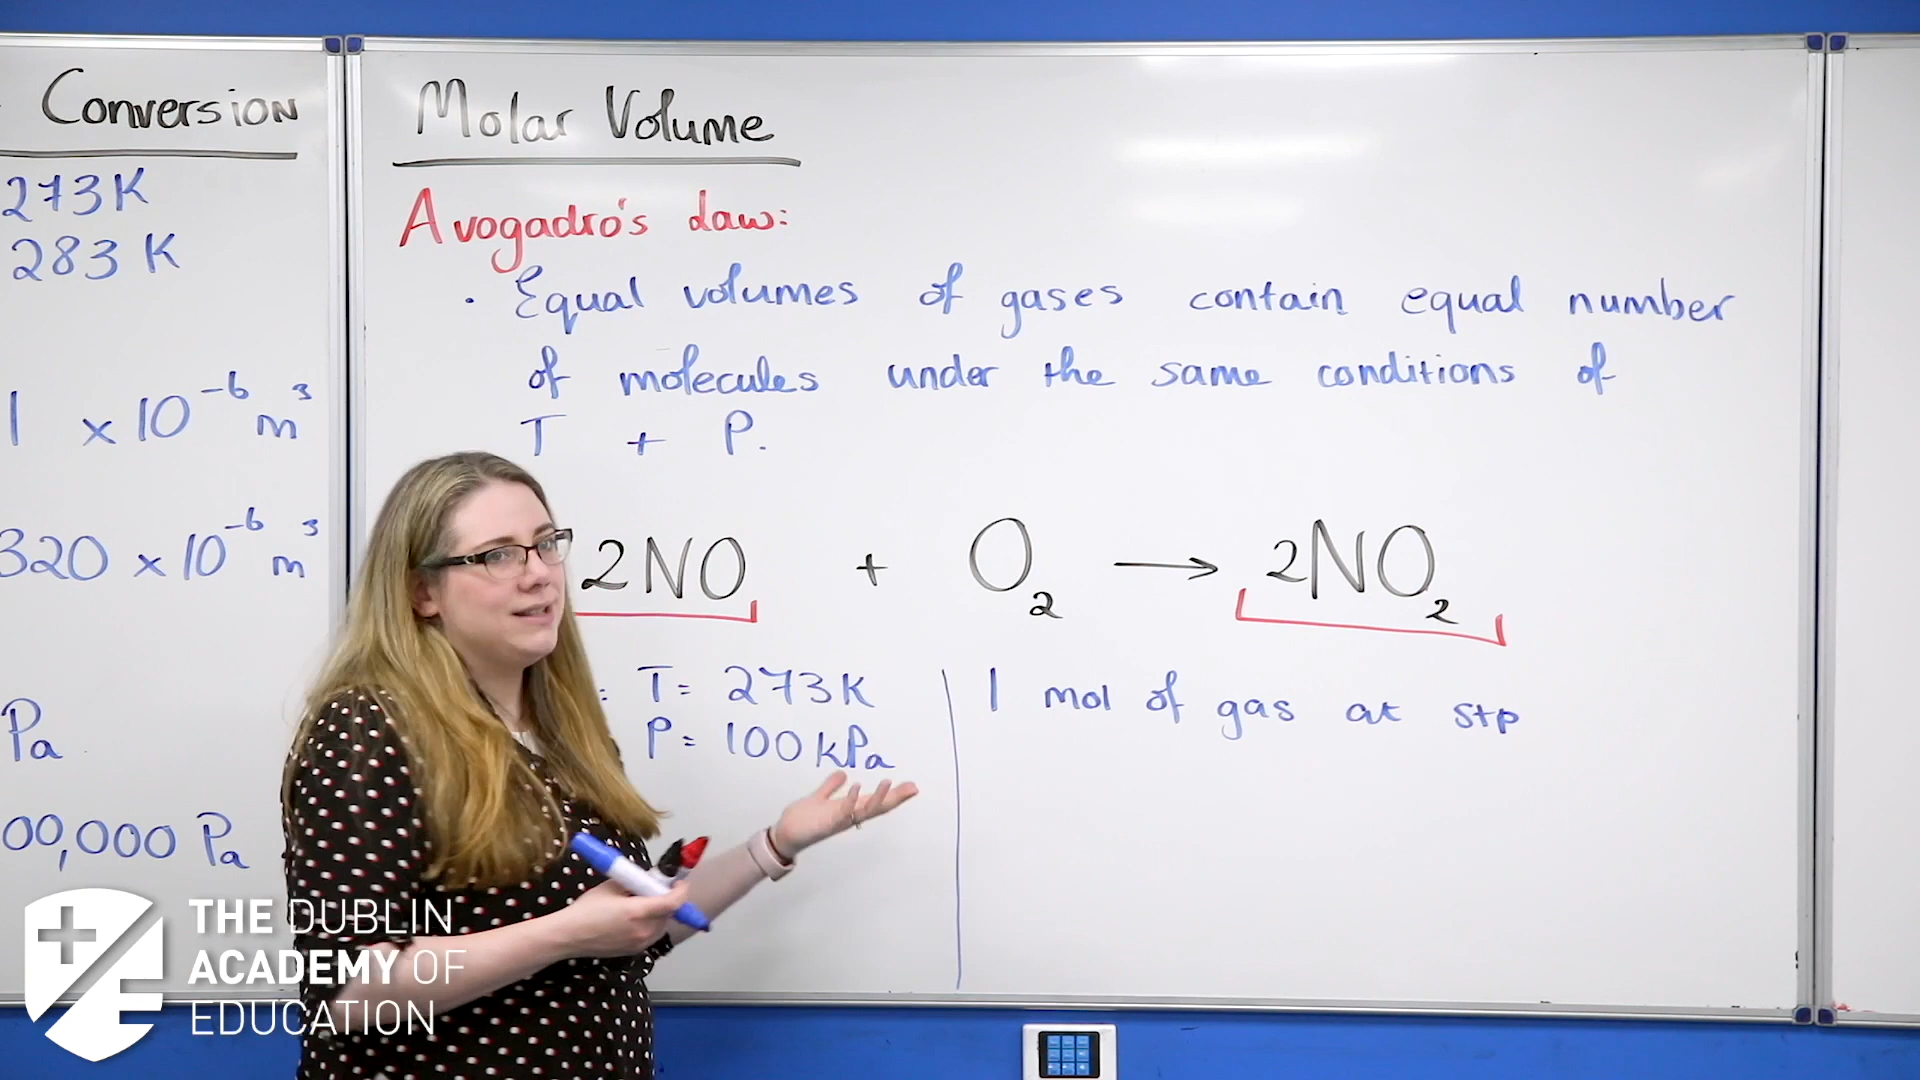 Conversion
273K
283 K
1 x 10⁻⁶ m³
320 x 10⁻⁶ m³
Pa
00,000 Pa
Molar Volume
Avogadro's Law:
· Equal volumes of gases contain equal number
of molecules under the same conditions of
T + P.
2NO + O₂ → 2NO₂
: T = 273K
P = 100 kPa
1 mol of gas at stp
THE DUBLIN
ACADEMY OF
EDUCATION